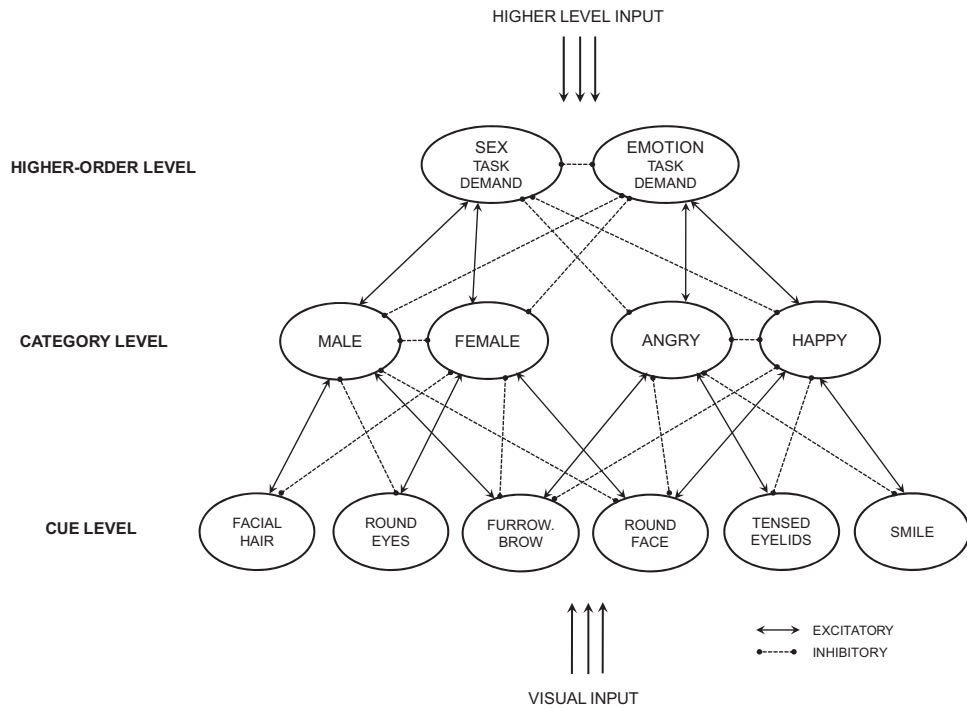 HIGHER LEVEL INPUT
HIGHER-ORDER LEVEL
SEX
TASK
DEMAND
EMOTION
TASK
DEMAND
CATEGORY LEVEL
MALE
FEMALE
ANGRY
HAPPY
CUE LEVEL
FACIAL
HAIR
ROUND
EYES
FURROW.
BROW
ROUND
FACE
TENSED
EYELIDS
SMILE
EXCITATORY
INHIBITORY
VISUAL INPUT